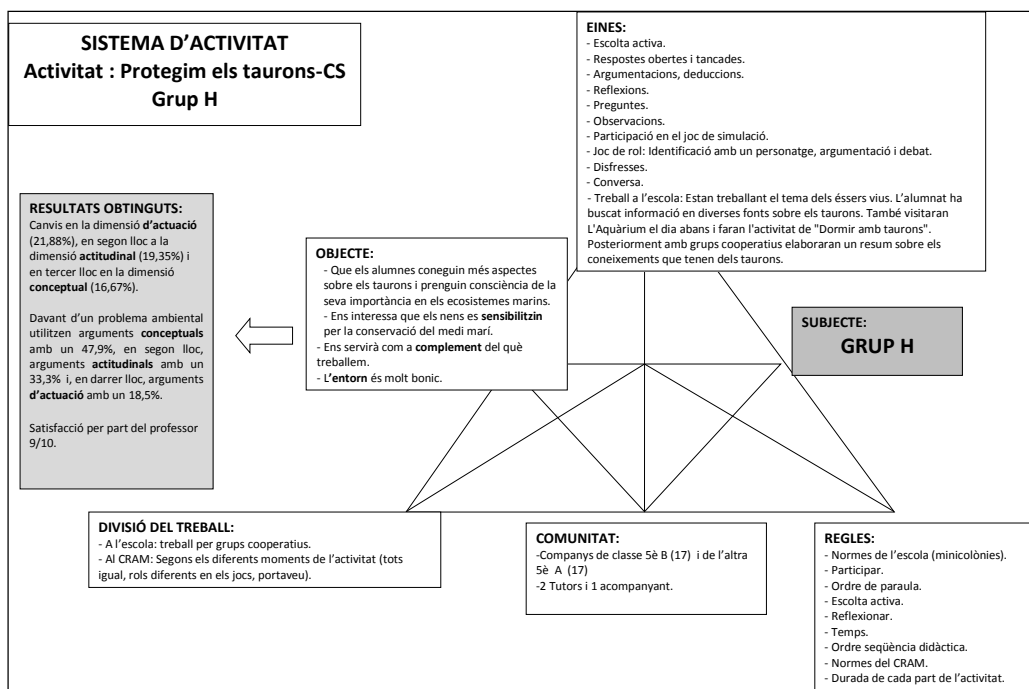 SISTEMA D'ACTIVITAT
Activitat : Protegim els taurons-CS
Grup H
EINES:
- Escolta activa.
- Respostes obertes i tancades.
- Argumentacions, deduccions.
- Reflexions.
- Preguntes.
- Observacions.
- Participació en el joc de simulació.
- Joc de rol: Identificació amb un personatge, argumentació i debat.
- Disfresses.
- Conversa.
- Treball a l'escola: Estan treballant el tema dels éssers vius. L'alumnat ha
buscat informació en diverses fonts sobre els taurons. També visitaran
L'Aquàrium el dia abans i faran l'activitat de "Dormir amb taurons".
Posteriorment amb grups cooperatius elaboraran un resum sobre els
coneixements que tenen dels taurons.
RESULTATS OBTINGUTS:
Canvis en la dimensió d'actuació
(21,88%), en segon lloc a la
dimensió actitudinal (19,35%) i
en tercer lloc en la dimensió
conceptual (16,67%).
Davant d'un problema ambiental
utilitzen arguments conceptuals
amb un 47,9%, en segon lloc,
arguments actitudinals amb un
33,3% i, en darrer lloc, arguments
d'actuació amb un 18,5%.
Satisfacció per part del professor
9/10.
OBJECTE:
- Que els alumnes coneguin més aspectes
sobre els taurons i prenguin consciència de la
seva importància en els ecosistemes marins.
- Ens interessa que els nens es sensibilitzin
per la conservació del medi marí.
- Ens servirà com a complement del què
treballem.
- L'entorn és molt bonic.
SUBJECTE:
GRUP H
DIVISIÓ DEL TREBALL:
- A l'escola: treball per grups cooperatius.
- Al CRAM: Segons els diferents moments de l'activitat (tots
igual, rols diferents en els jocs, portaveu).
COMUNITAT:
-Companys de classe 5è B (17) i de l'altra
5è A (17)
-2 Tutors i 1 acompanyant.
REGLES:
- Normes de l'escola (minicolònies).
- Participar.
- Ordre de paraula.
- Escolta activa.
- Reflexionar.
- Temps.
- Ordre seqüència didàctica.
- Normes del CRAM.
- Durada de cada part de l'activitat.